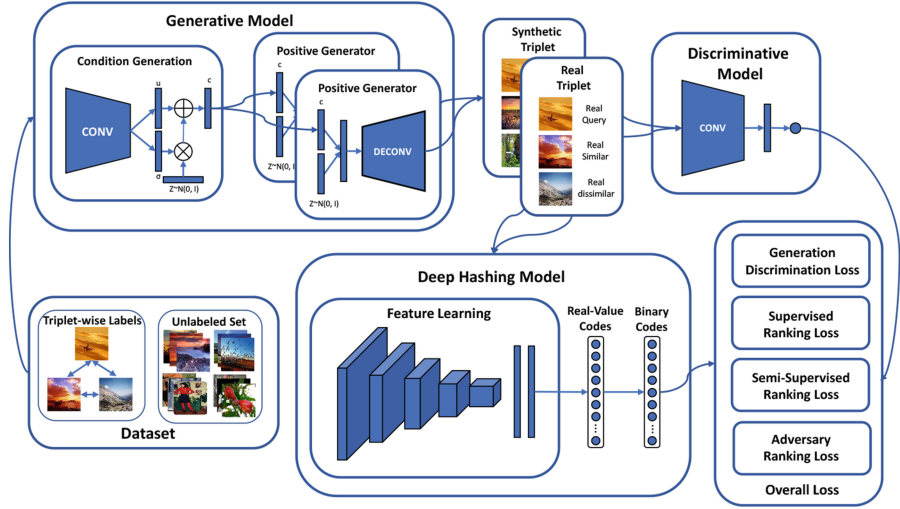 Generative Model
Condition Generation
CONV
u
σ
c
Z~N(0, I)
Positive Generator
c
Z~N(0, I)
Positive Generator
c
Z~N(0, I)
DECONV
Synthetic
Triplet
Real
Triplet
Real
Query
Real
Similar
Real
dissimilar
Discriminative
Model
CONV
Triplet-wise Labels
Unlabeled Set
Dataset
Deep Hashing Model
Feature Learning
Real-Value
Codes
Binary
Codes
Generation
Discrimination Loss
Supervised
Ranking Loss
Semi-Supervised
Ranking Loss
Adversary
Ranking Loss
Overall Loss